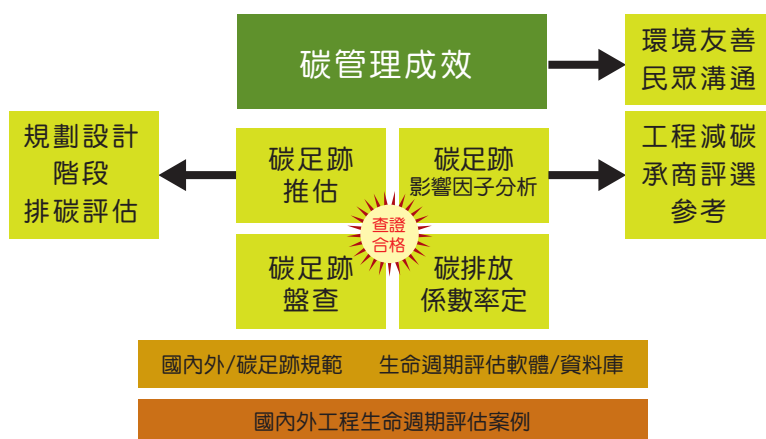 碳管理成效
環境友善
民眾溝通
規劃設計
階段
排碳評估
碳足跡
推估
碳足跡
影響因子分析
工程減碳
承商評選
參考
查證
合格
碳足跡
盤查
碳排放
係數率定
國內外/碳足跡規範 生命週期評估軟體/資料庫
國內外工程生命週期評估案例